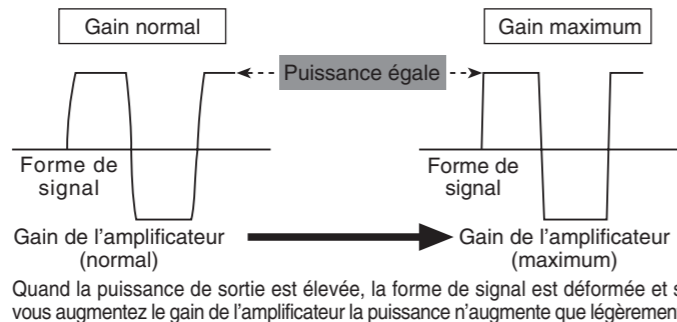 Gain normal
Gain maximum
Puissance égale
Forme de
signal
Forme de
signal
Gain de l’amplificateur
(normal)
Gain de l’amplificateur
(maximum)
Quand la puissance de sortie est élevée, la forme de signal est déformée et s
vous augmentez le gain de l’amplificateur la puissance n’augmente que légèremen